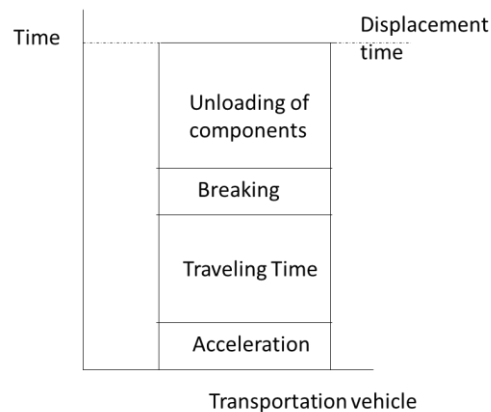 Time
Displacement
time
Unloading of
components
Breaking
Traveling Time
Acceleration
Transportation vehicle